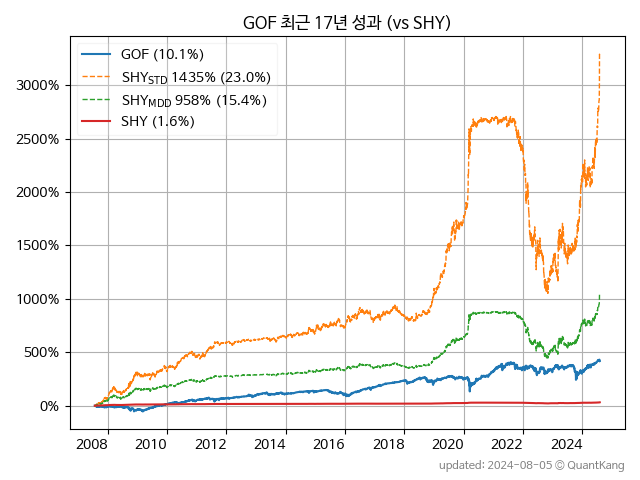 GOF 최근 17년 성과 (vs SHY)
GOF (10.1%)
SHY_STD 1435% (23.0%)
SHY_MDD 958% (15.4%)
SHY (1.6%)
3000%
2500%
2000%
1500%
1000%
500%
0%
2008 2010 2012 2014 2016 2018 2020 2022 2024
updated: 2024-08-05 © QuantKang